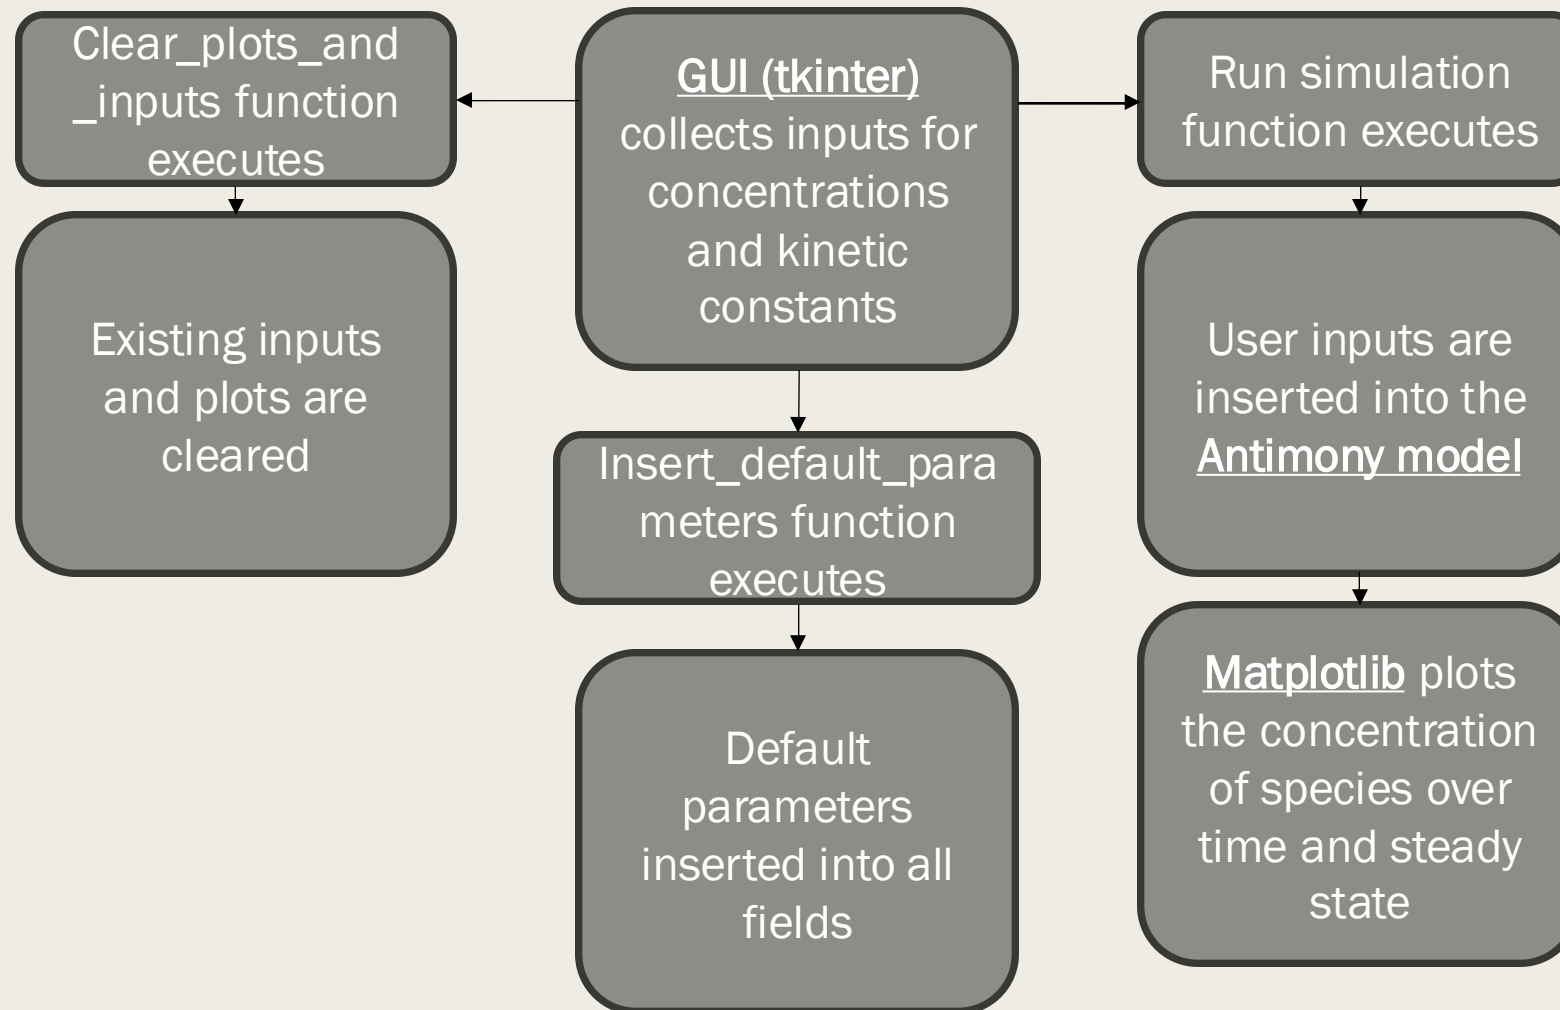 Clear_plots_and
_inputs function
executes
Existing inputs
and plots are
cleared
GUI (tkinter)
collects inputs for
concentrations
and kinetic
constants
Insert_default_para
meters function
executes
Default
parameters
inserted into all
fields
Run simulation
function executes
User inputs are
inserted into the
Antimony model
Matplotlib plots
the concentration
of species over
time and steady
state